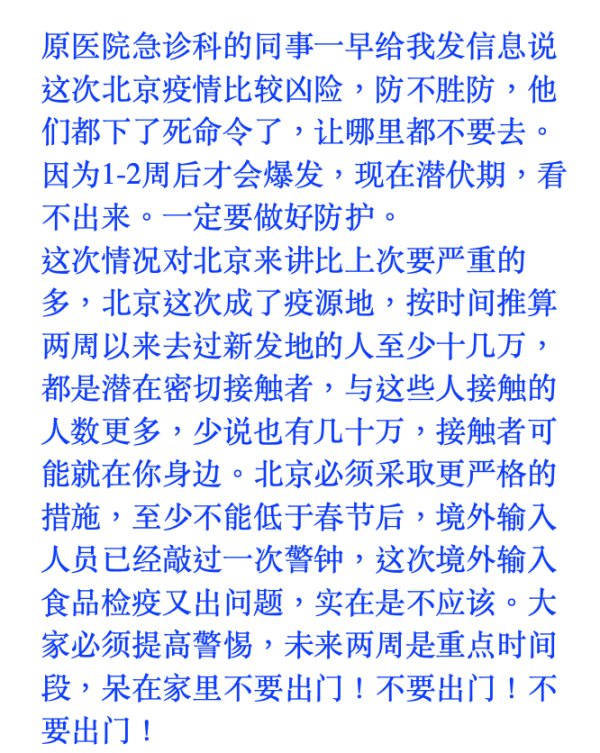 原医院急诊科的同事一早给我发信息说
这次北京疫情比较凶险，防不胜防，他
们都下了死命令了，让哪里都不要去。
因为1-2周后才会爆发，现在潜伏期，看
不出来。一定要做好防护。
这次情况对北京来讲比上次要严重的
多，北京这次成了疫源地，按时间推算
两周以来去过新发地的人至少十几万，
都是潜在密切接触者，与这些人接触的
人数更多，少说也有几十万，接触者可
能就在你身边。北京必须采取更严格的
措施，至少不能低于春节后，境外输入
人员已经敲过一次警钟，这次境外输入
食品检疫又出问题，实在是不应该。大
家必须提高警惕，未来两周是重点时间
段，呆在家里不要出门！不要出门！不
要出门！